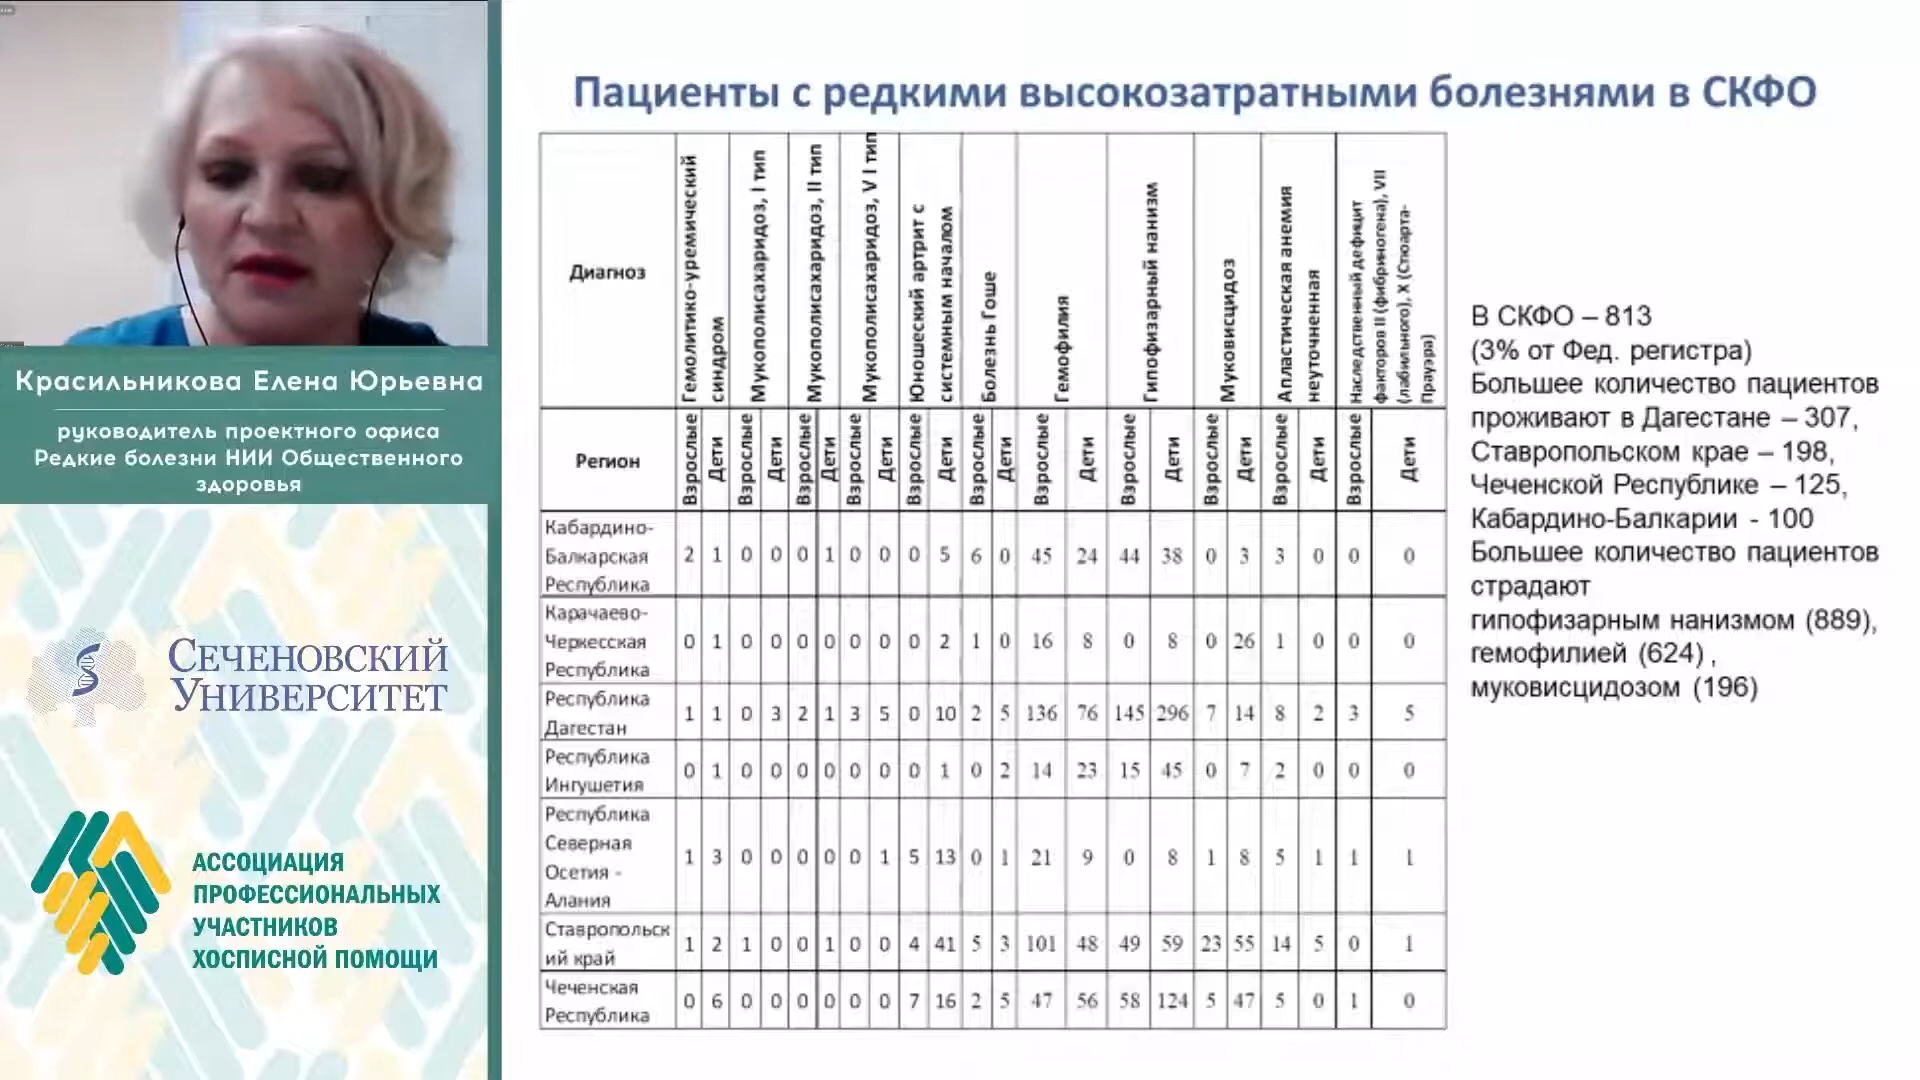 Пациенты с редкими высокозатратными болезнями в СКФО
Диагноз
Гемолитико-уремический
синдром
Мукополисахаридоз, I тип
Мукополисахаридоз, II тип
Мукополисахаридоз, V I тип
Юношеский артрит с
системным началом
Болезнь Гоше
Гемофилия
Гипофизарный нанизм
Муковисцидоз
Апластическая анемия
неуточненная
Наследственный дефицит
факторов II (фибриногена), VII
(лабильного), X (Стюарта-
Прауэра)
Регион
Взрослые Дети Взрослые Дети Взрослые Дети Взрослые Дети Взрослые Дети Взрослые Дети Взрослые Дети Взрослые Дети Взрослые Дети Взрослые Дети Взрослые Дети
Кабардино-
Балкарская 2 1 0 0 0 1 0 0 0 5 6 0 45 24 44 38 0 3 3 0 0 0
Республика
Карачаево-
Черкесская 0 1 0 0 0 0 0 0 0 2 1 0 16 8 0 8 0 26 1 0 0 0
Республика
Республика
Дагестан 1 1 0 3 2 1 3 5 0 10 2 5 136 76 145 296 7 14 8 2 3 5
Республика
Ингушетия 0 1 0 0 0 0 0 0 0 1 0 2 14 23 15 45 0 7 2 0 0 0
Республика
Северная
Осетия - 1 3 0 0 0 0 0 1 5 13 0 1 21 9 0 8 1 8 5 1 1 1
Алания
Ставропольск
ий край 1 2 1 0 0 1 0 0 4 41 5 3 101 48 49 59 23 55 14 5 0 1
Чеченская
Республика 0 6 0 0 0 0 0 0 7 16 2 5 47 56 58 124 5 47 5 0 1 0
В СКФО – 813
(3% от Фед. регистра)
Большее количество пациентов
проживают в Дагестане – 307,
Ставропольском крае – 198,
Чеченской Республике – 125,
Кабардино-Балкарии - 100
Большее количество пациентов
страдают
гипофизарным нанизмом (889),
гемофилией (624) ,
муковисцидозом (196)
Красильникова Елена Юрьевна
руководитель проектного офиса
Редкие болезни НИИ Общественного
здоровья
СЕЧЕНОВСКИЙ
УНИВЕРСИТЕТ
АССОЦИАЦИЯ
ПРОФЕССИОНАЛЬНЫХ
УЧАСТНИКОВ
ХОСПИСНОЙ ПОМОЩИ